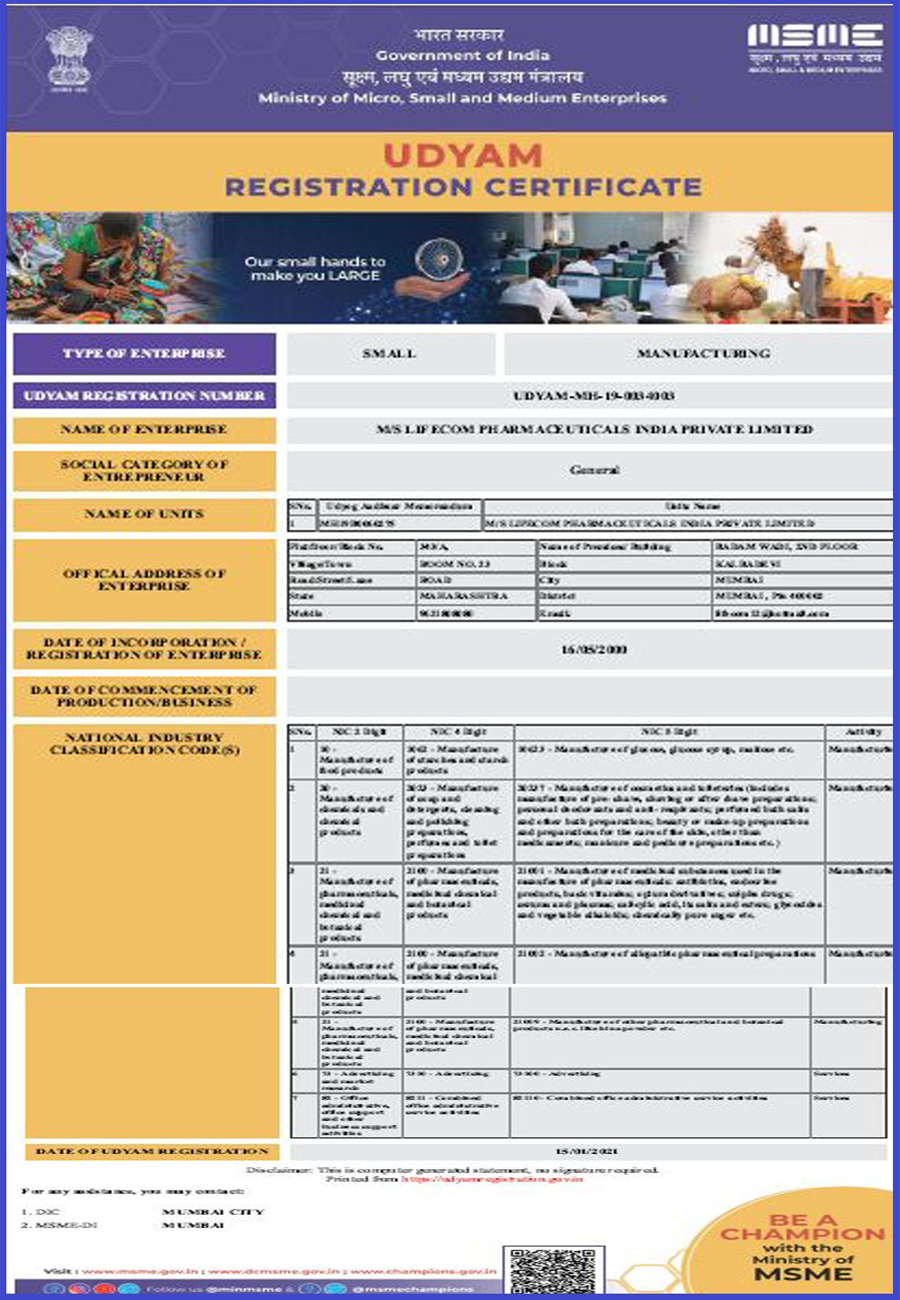 भारत सरकार
Government of India
सूक्ष्म, लघु एवं मध्यम उद्यम मंत्रालय
Ministry of Micro, Small and Medium Enterprises
MSME
सूक्ष्म, लघु एवं मध्यम उद्यम
MICRO, SMALL & MEDIUM ENTERPRISES
UDYAM
REGISTRATION CERTIFICATE
Our small hands to
make you LARGE
TYPE OF ENTERPRISE SMALL MANUFACTURING
UDYAM REGISTRATION NUMBER UDYAM-MH-19-0034003
NAME OF ENTERPRISE M/S LIFECOM PHARMACEUTICALS INDIA PRIVATE LIMITED
SOCIAL CATEGORY OF
ENTREPRENEUR
General
NAME OF UNITS
SNo. Udyog Aadhaar Memorandum Unit Name
1 M/S LIFECOM PHARMACEUTICALS INDIA PRIVATE LIMITED
OFFICAL ADDRESS OF
ENTERPRISE
Flat/Door/Block No. Name of Premises/ Building BADAM WADI, 2ND FLOOR
Village/Town ROOM NO. 23 Block KALBADEVI
Road/Street/Lane ROAD City MUMBAI
State MAHARASHTRA District MUMBAI , Pin 400002
Mobile Email:
DATE OF INCORPORATION /
REGISTRATION OF ENTERPRISE
16/05/2000
DATE OF COMMENCEMENT OF
PRODUCTION/BUSINESS
NATIONAL INDUSTRY
CLASSIFICATION CODE(S)
SNo. NIC 2 Digit NIC 4 Digit NIC 5 Digit Activity
1 10 - 1062 - Manufacture 10623 - Manufacture of glucose, glucose syrup, maltose etc.
Manufacture of of starches and starch
food products products
2 20 - 2023 - Manufacture 20237 - Manufacture of cosmetics and toiletries (includes
Manufacture of of soap and manufacture of pre- shave, shaving or after shave preparations;
chemicals and detergents, cleaning personal deodorants and anti- respirants; perfumed bath salts
chemical and polishing and other bath preparations; beauty or make-up preparations
products preparations, and preparations for the care of the skin, other than
perfumes and toilet medicaments; manicure and pedicure preparations etc.)
preparations
3 21 - 2100 - Manufacture 21001 - Manufacture of medicinal substances used in the
Manufacture of of pharmaceuticals, manufacture of pharmaceuticals: antibiotics, endocrine
pharmaceuticals, medicinal chemical products, basic vitamins; opium derivatives; sulpha drugs;
medicinal and botanical serums and plasmas; salicylic acid, its salts and esters; glycosides
chemical and products and vegetable alkaloids; chemically pure suger etc.
botanical
products
4 21 - 2100 - Manufacture 21002 - Manufacture of allopathic pharmaceutical preparations
Manufacture of of pharmaceuticals,
pharmaceuticals, medicinal chemical
medicinal and botanical
chemical and products
botanical
products
5 21 - 2100 - Manufacture 21009 - Manufacture of other pharmaceutical and botanical Manufacturing
Manufacture of of pharmaceuticals, products n.e.c. like hina powder etc.
pharmaceuticals, medicinal chemical
medicinal and botanical
chemical and products
botanical
products
6 73 - Advertising 7310 - Advertising 73100 - Advertising Services
and market
research
7 82 - Office 8211 - Combined 82110- Combined office administrative service activities Services
administrative, office administrative
office support service activities
and other
business support
activities
DATE OF UDYAM REGISTRATION 15/01/2021
Disclaimer: This is computer generated statement, no signature required.
Printed from https://udyamregistration.gov.in
For any assistance, you may contact:
1. DIC MUMBAI CITY
2. MSME-DI MUMBAI
BE A
CHAMPION
with the
Ministry of
MSME
Visit : www.msme.gov.in ; www.dcmsme.gov.in ; www.champions.gov.in
Follow us @minmsme & @msmechampions